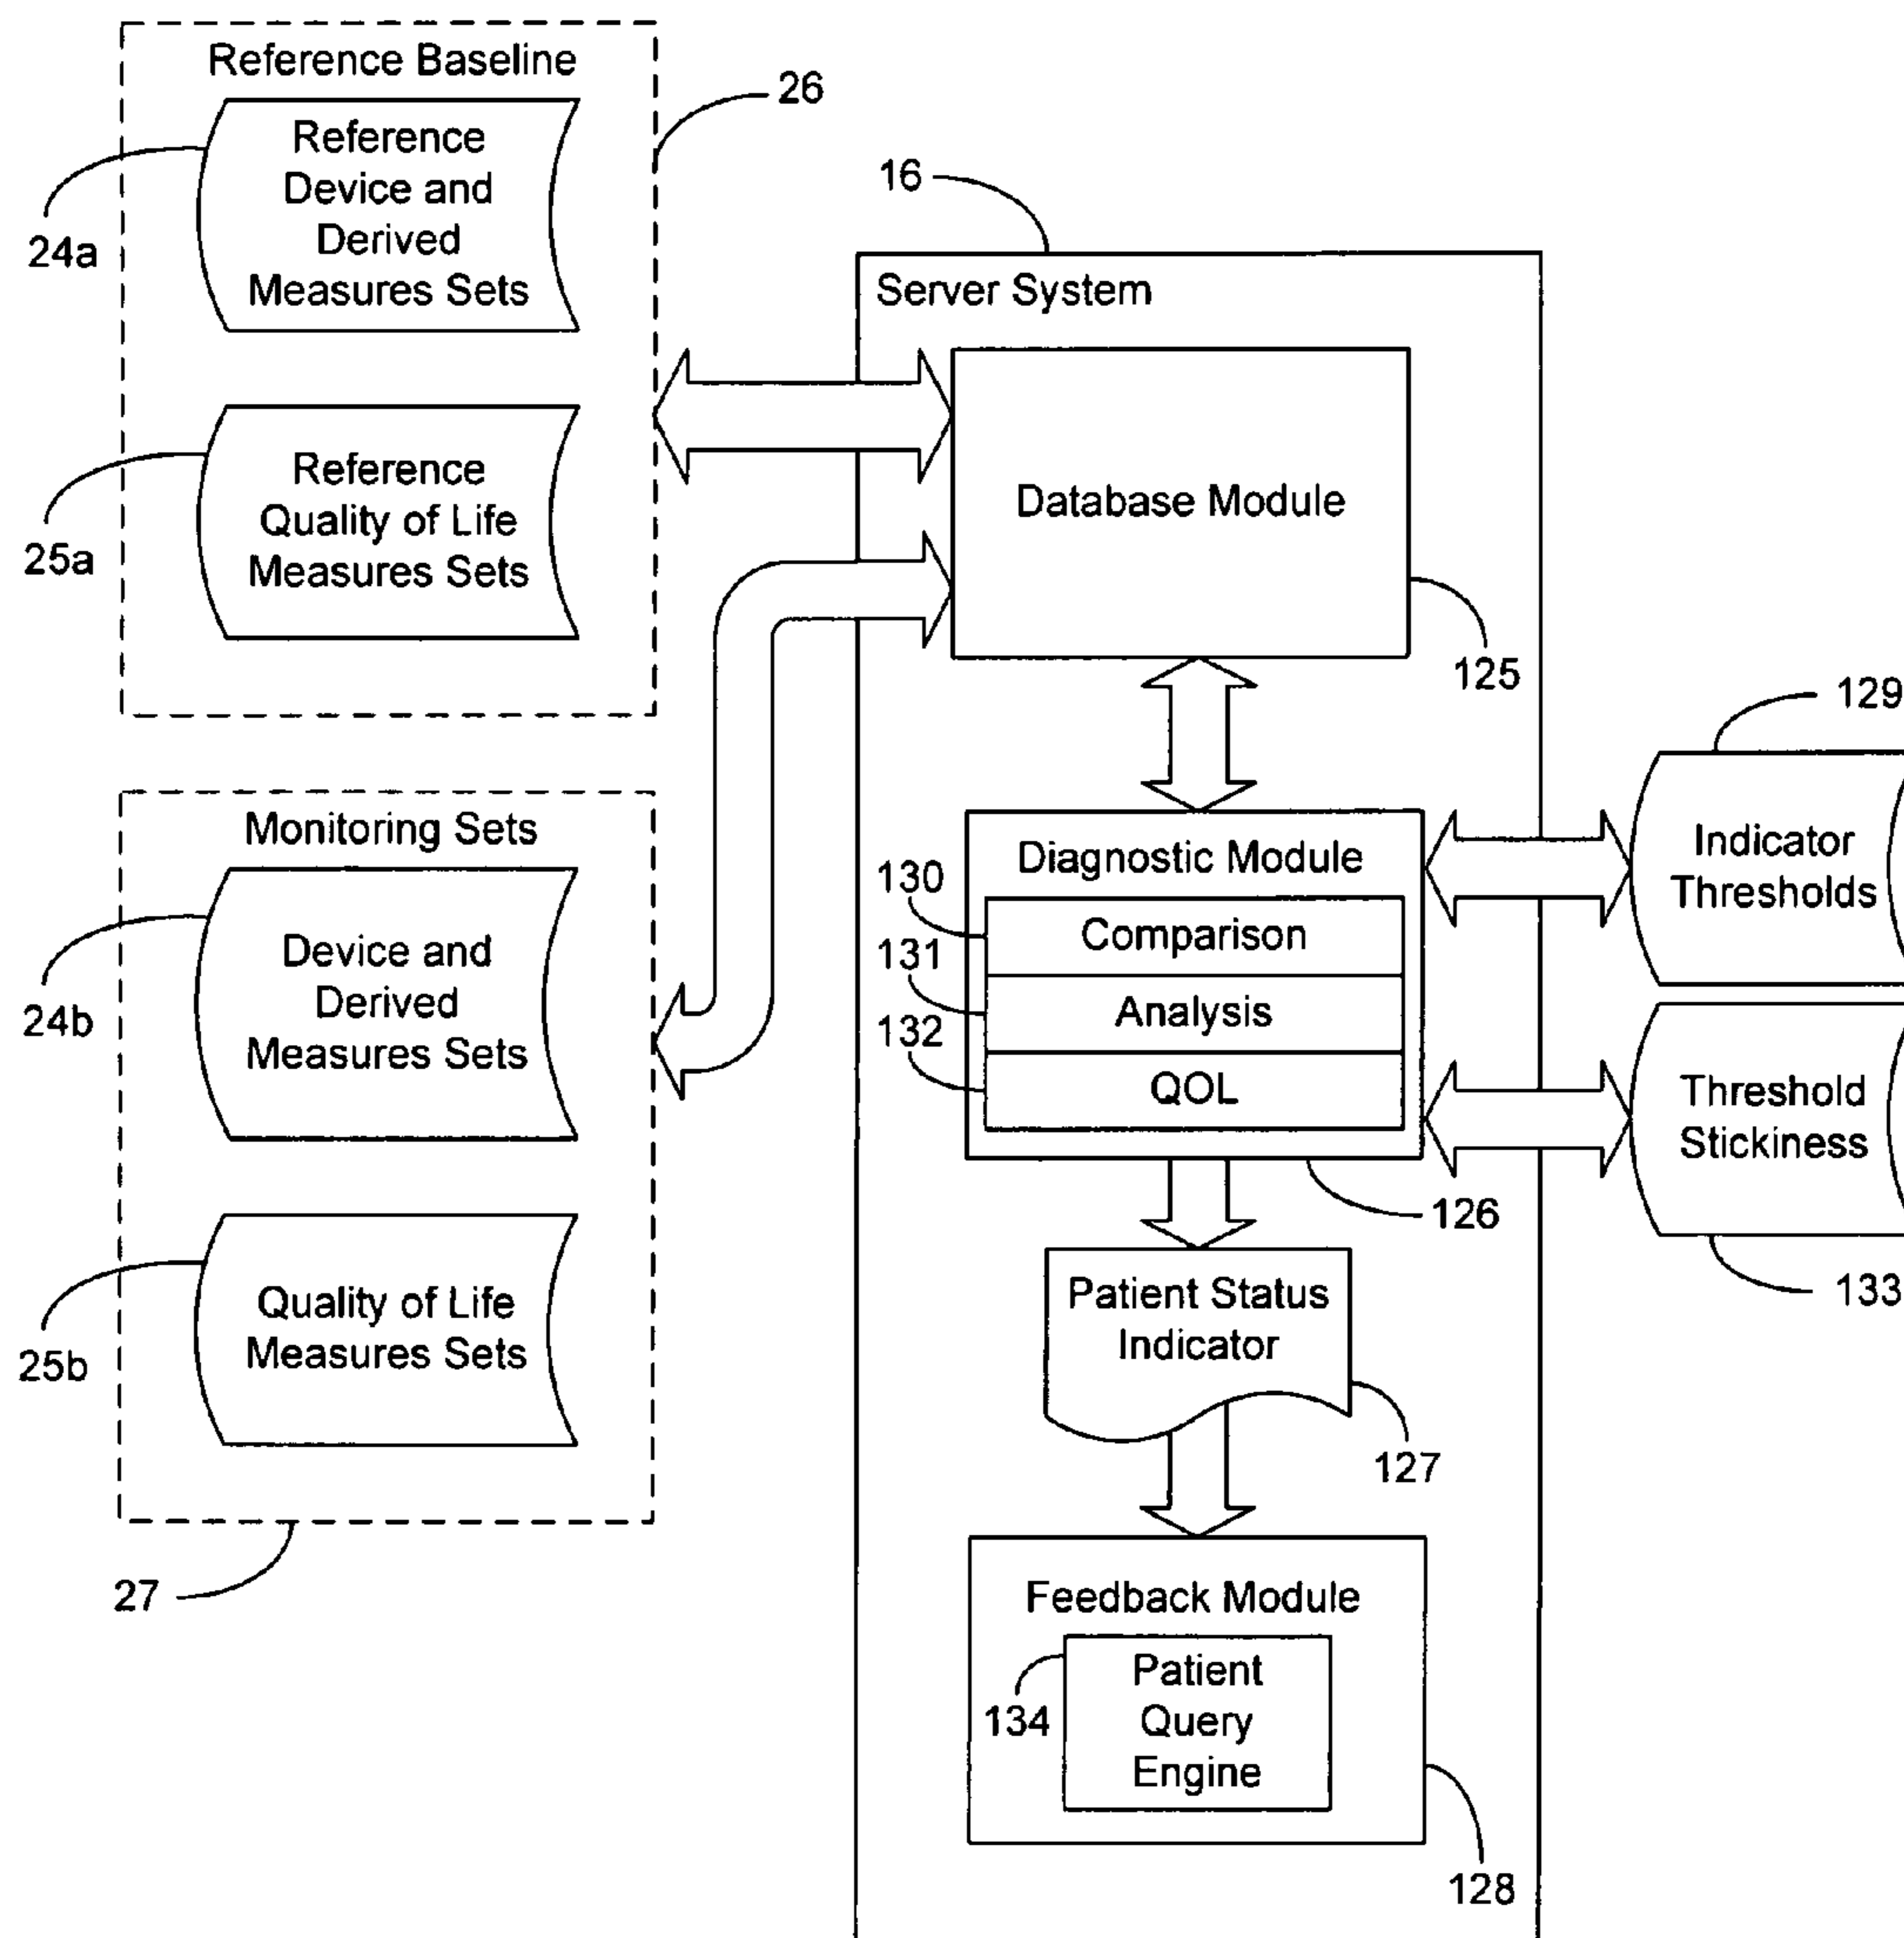 Reference Baseline
26
Reference
Device and
Derived
Measures Sets
24a
Reference
Quality of Life
Measures Sets
25a
16
Server System
Database Module
125
Monitoring Sets
Device and
Derived
Measures Sets
24b
Quality of Life
Measures Sets
25b
27
Diagnostic Module
130
Comparison
131
Analysis
132
QOL
126
129
Indicator
Thresholds
Threshold
Stickiness
133
Patient Status
Indicator
127
Feedback Module
Patient
Query
Engine
134
128